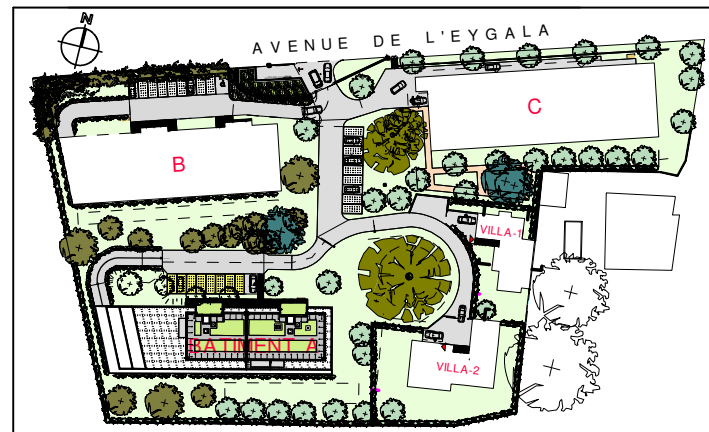 N
AVENUE DE L'EYGALA
C
B
VILLA-1
BATIMENT A
VILLA-2